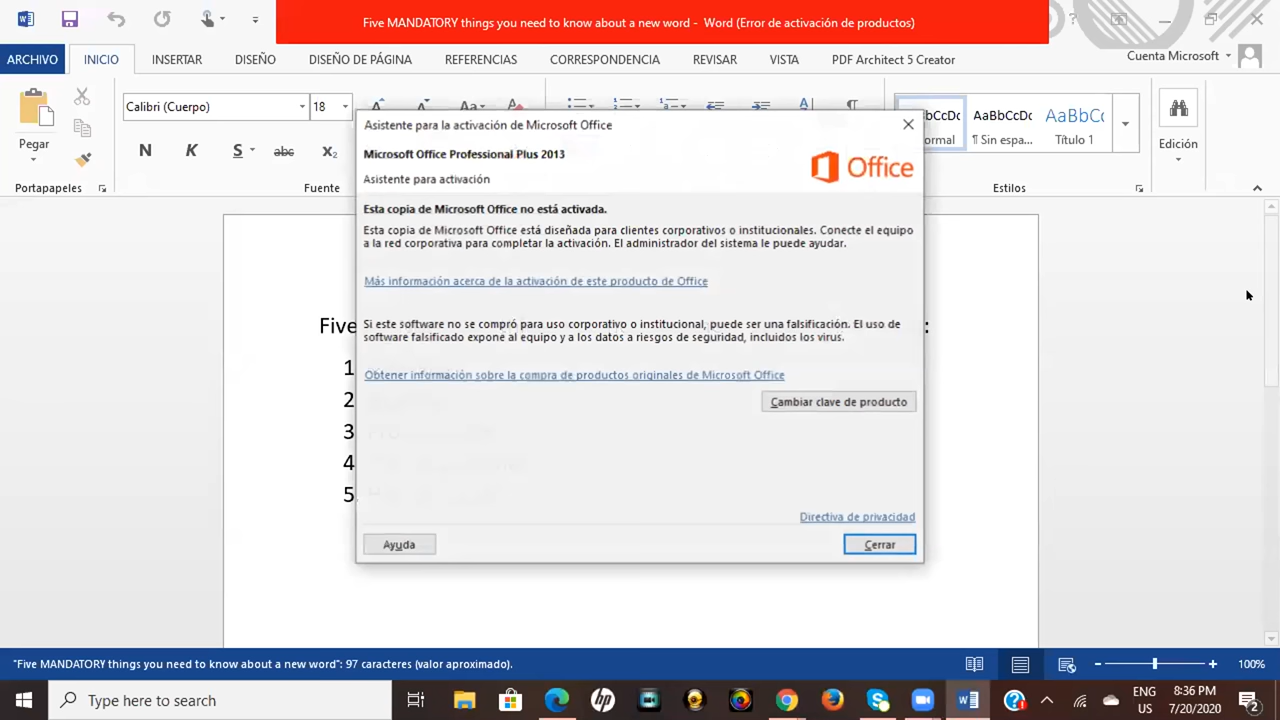 Five MANDATORY things you need to know about a new word - Word (Error de activación de productos)
?
ARCHIVO INICIO INSERTAR DISEÑO DISEÑO DE PÁGINA REFERENCIAS CORRESPONDENCIA REVISAR VISTA PDF Architect 5 Creator Cuenta Microsoft
Calibri (Cuerpo) 18 Aa A
Pegar N K S abc X₂
AaBbCcDc AaBbC
¶ Sin espa... Título 1
Edición
Portapapeles Fuente Estilos
Asistente para la activación de Microsoft Office
Microsoft Office Professional Plus 2013
Asistente para activación
Office
Esta copia de Microsoft Office no está activada.
Esta copia de Microsoft Office está diseñada para clientes corporativos o institucionales. Conecte el equipo
a la red corporativa para completar la activación. El administrador del sistema le puede ayudar.
Más información acerca de la activación de este producto de Office
Si este software no se compró para uso corporativo o institucional, puede ser una falsificación. El uso de
software falsificado expone al equipo y a los datos a riesgos de seguridad, incluidos los virus.
Obtener información sobre la compra de productos originales de Microsoft Office
Cambiar clave de producto
Directiva de privacidad
Ayuda Cerrar
Five :
1
2
3
4
5.
"Five MANDATORY things you need to know about a new word": 97 caracteres (valor aproximado). 100%
Type here to search
ENG
US
8:36 PM
7/20/2020
2